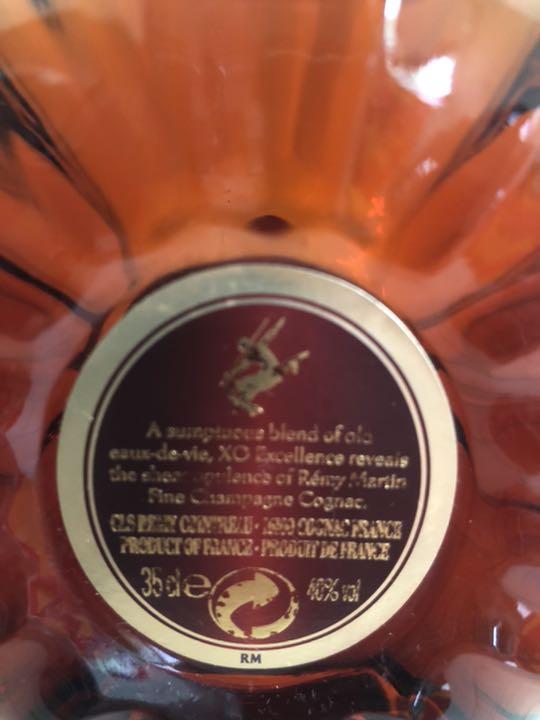 A sumptuous blend of old
eaux-de-vie, XO Excellence reveals
the sheer opulence of Rémy Martin
Fine Champagne Cognac.
CLS REMY COINTREAU · 16100 COGNAC FRANCE
PRODUCT OF FRANCE · PRODUIT DE FRANCE
35 cl e 40% vol
RM